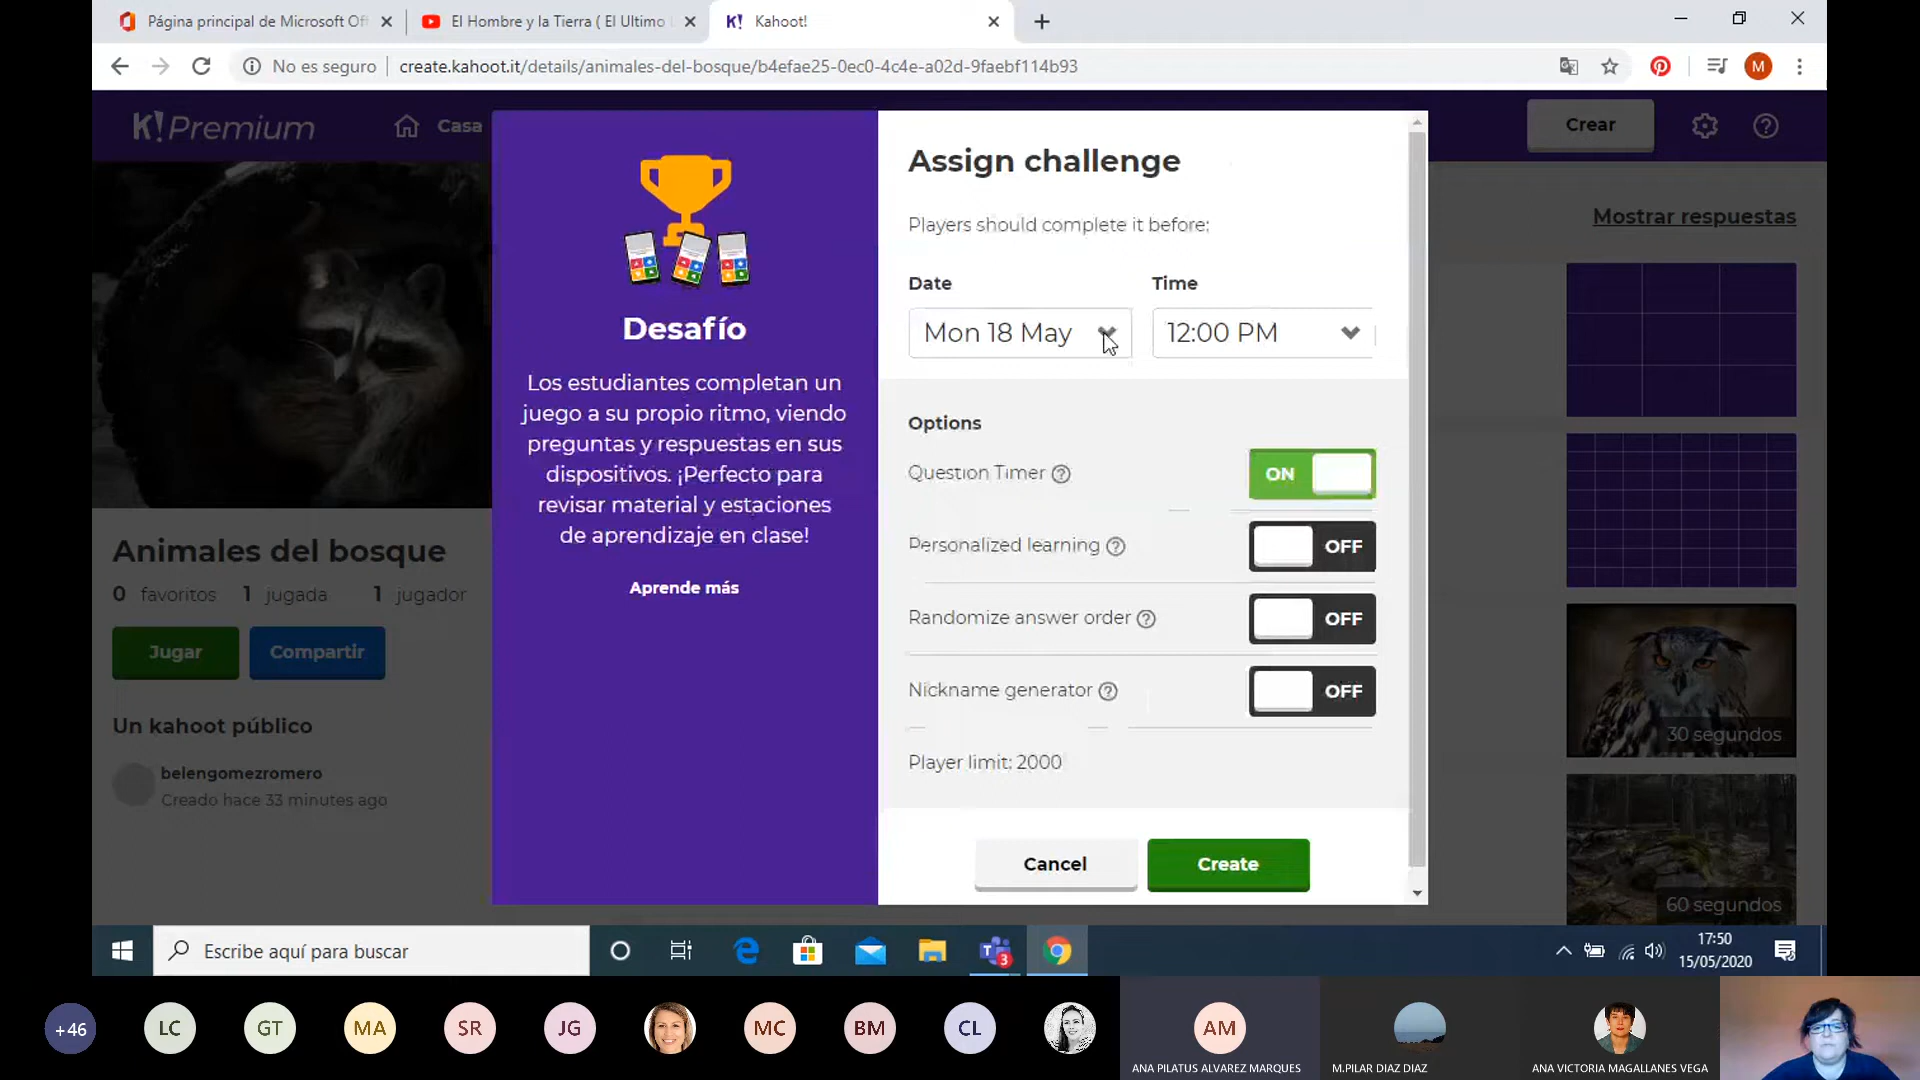 Página principal de Microsoft Off
El Hombre y la Tierra ( El Ultimo
K! Kahoot!
No es seguro
create.kahoot.it/details/animales-del-bosque/b4efae25-0ec0-4c4e-a02d-9faebf114b93
M
K! Premium
Casa
Crear
Assign challenge
Players should complete it before:
Mostrar respuestas
Date
Time
Mon 18 May
12:00 PM
Desafío
Los estudiantes completan un
juego a su propio ritmo, viendo
preguntas y respuestas en sus
dispositivos. ¡Perfecto para
revisar material y estaciones
de aprendizaje en clase!
Aprende más
Options
Question Timer
ON
Personalized learning
OFF
Randomize answer order
OFF
Nickname generator
OFF
Player limit: 2000
Cancel
Create
Animales del bosque
0 favoritos 1 jugada 1 jugador
Jugar
Compartir
Un kahoot público
belengomezromero
Creado hace 33 minutes ago
30 segundos
60 segundos
Escribe aquí para buscar
3
17:50
15/05/2020
+46
LC
GT
MA
SR
JG
MC
BM
CL
AM
ANA PILATUS ALVAREZ MARQUES
M.PILAR DIAZ DIAZ
ANA VICTORIA MAGALLANES VEGA